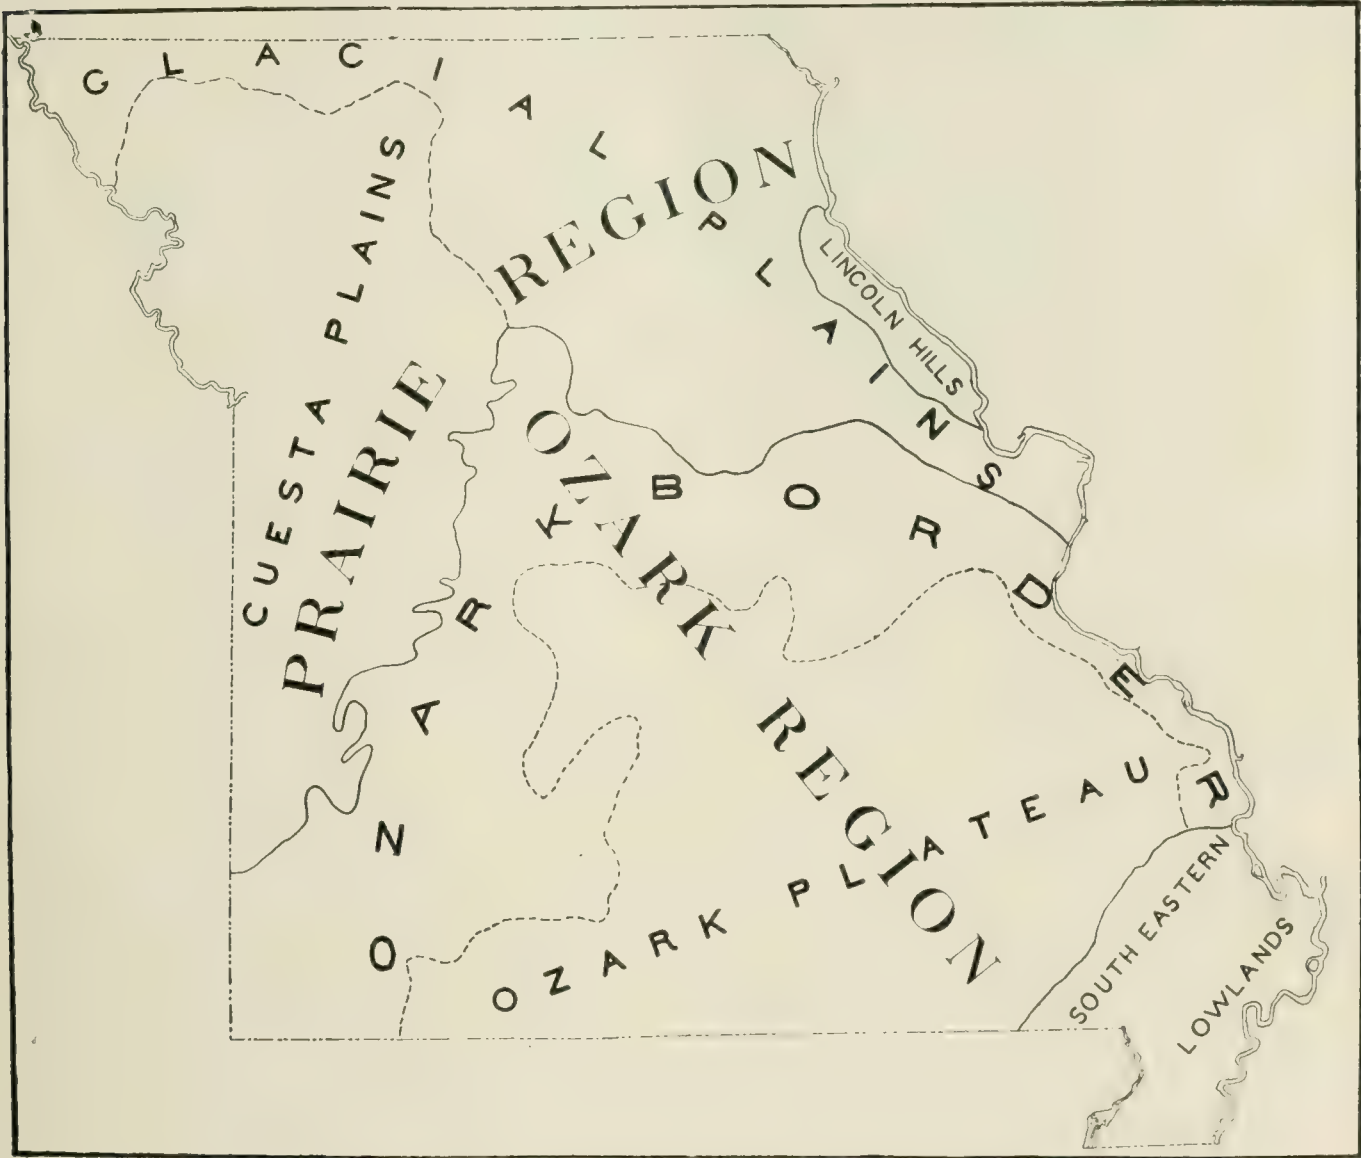 GLACIAL PLAINS
PRAIRIE REGION
CUESTA PLAINS
LINCOLN HILLS
OZARK BORDER
OZARK REGION
OZARK PLATEAU
SOUTH EASTERN
LOWLANDS